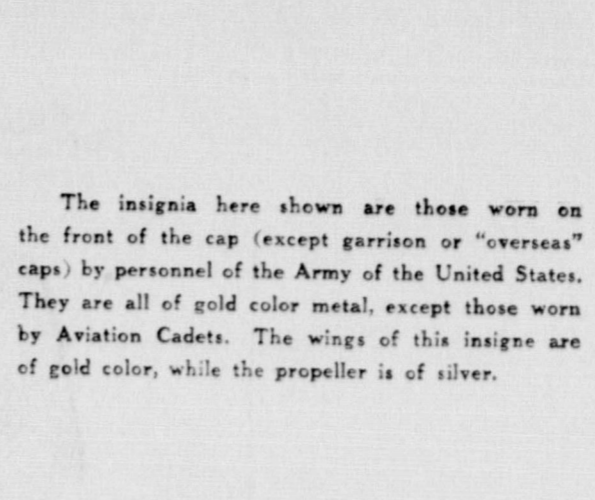 The insignia here shown are those worn on
the front of the cap (except garrison or “overseas”
caps) by personnel of the Army of the United States.
They are all of gold color metal, except those worn
by Aviation Cadets. The wings of this insigne are
of gold color, while the propeller is of silver.